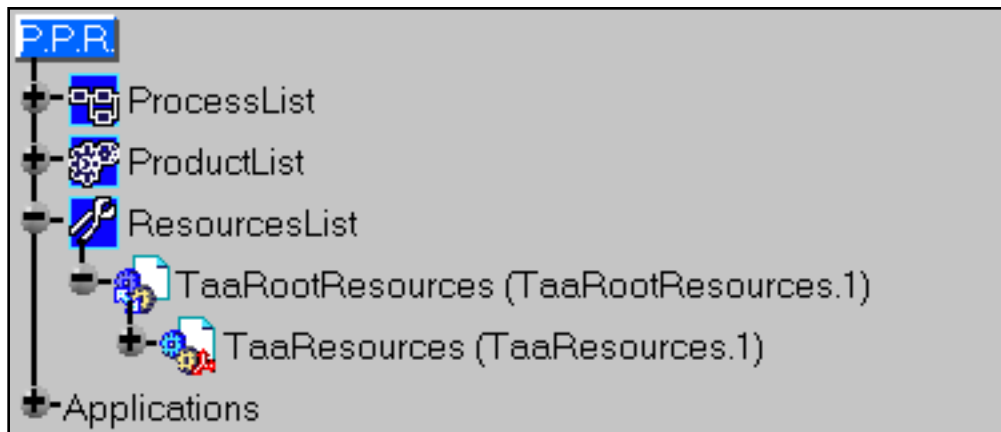 P.P.R.
ProcessList
ProductList
ResourcesList
TaaRootResources (TaaRootResources.1)
TaaResources (TaaResources.1)
Applications